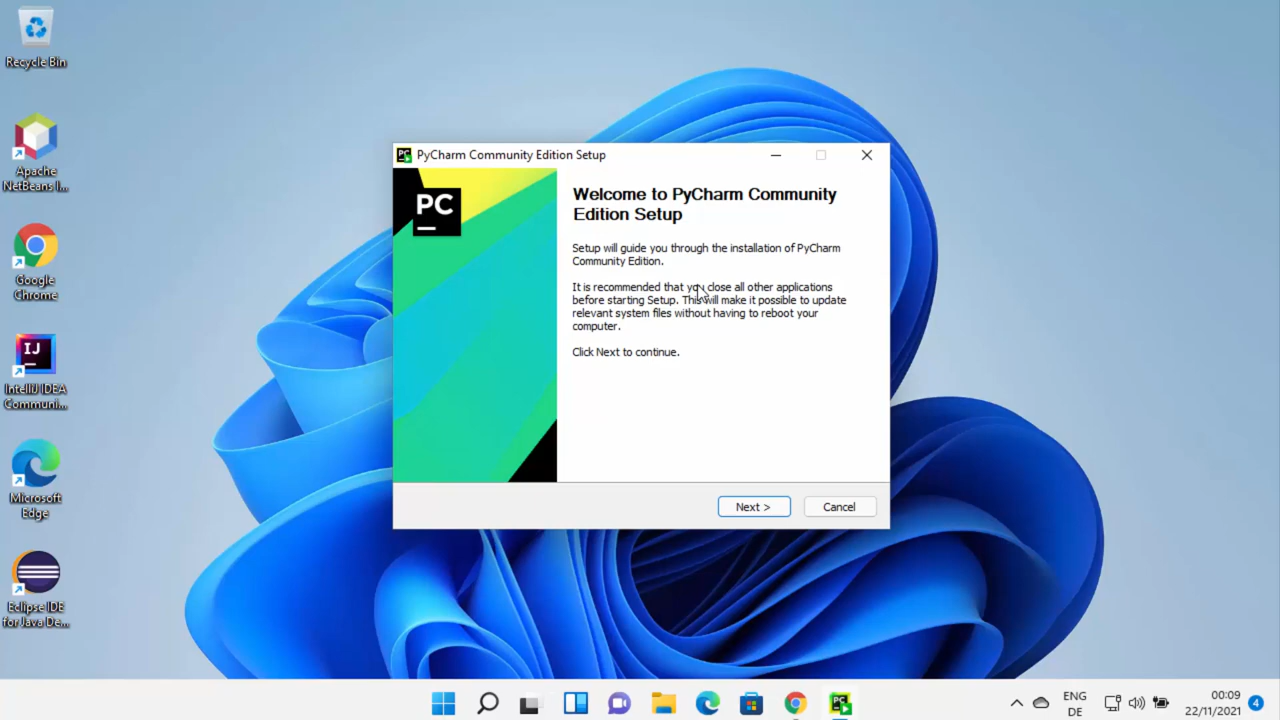 Recycle Bin
Apache
NetBeans I...
Google
Chrome
IJ
IntelliJ IDEA
Communi...
Microsoft
Edge
Eclipse IDE
for Java De...
PC
PyCharm Community Edition Setup
PC
Welcome to PyCharm Community
Edition Setup
Setup will guide you through the installation of PyCharm
Community Edition.
It is recommended that you close all other applications
before starting Setup. This will make it possible to update
relevant system files without having to reboot your
computer.
Click Next to continue.
Next >
Cancel
PC
ENG
DE
00:09
22/11/2021
4